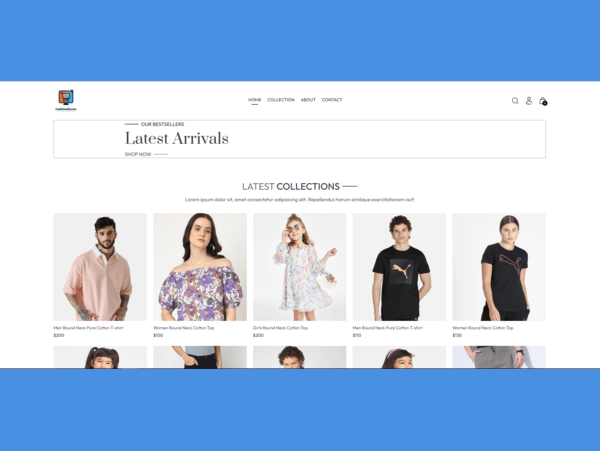 HOME COLLECTION ABOUT CONTACT
OUR BESTSELLERS
Latest Arrivals
SHOP NOW
LATEST COLLECTIONS
Lorem ipsum dolor sit, amet consectetur adipisicing elit. Repellendus harum similique exercitationem aut!
Men Round Neck Pure Cotton T-shirt
$200
Women Round Neck Cotton Top
$100
Girls Round Neck Cotton Top
$200
Men Round Neck Pure Cotton T-shirt
$110
Women Round Neck Cotton Top
$130